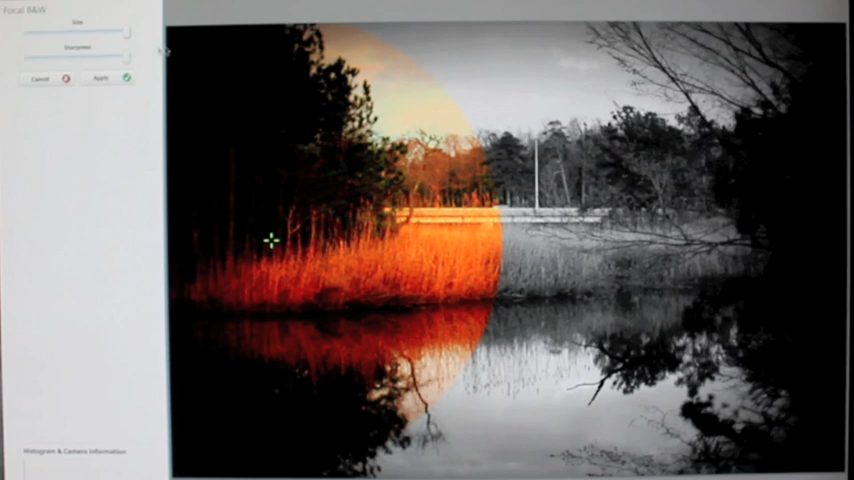 Focal B&W
Size
Sharpness
Cancel
Apply
Histogram & Camera Information